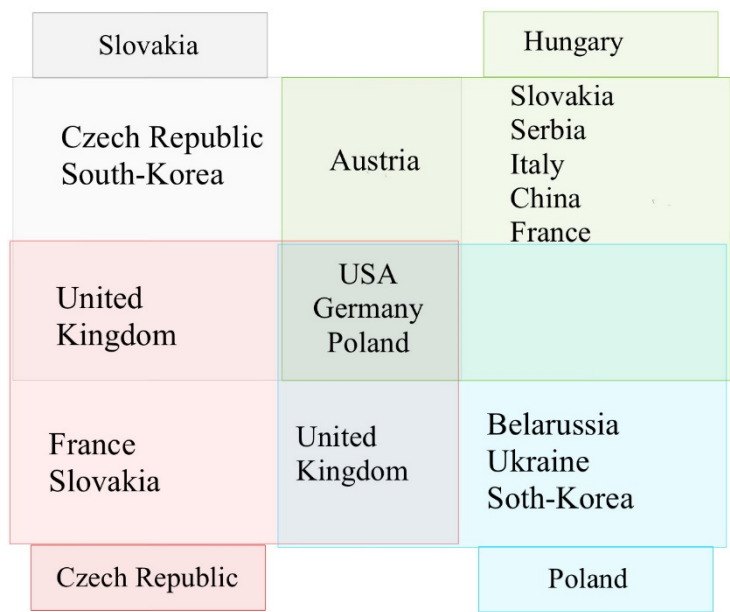 Slovakia
Hungary
Czech Republic
South-Korea
Austria
Slovakia
Serbia
Italy
China
France
United
Kingdom
USA
Germany
Poland
France
Slovakia
United
Kingdom
Belarussia
Ukraine
Soth-Korea
Czech Republic
Poland